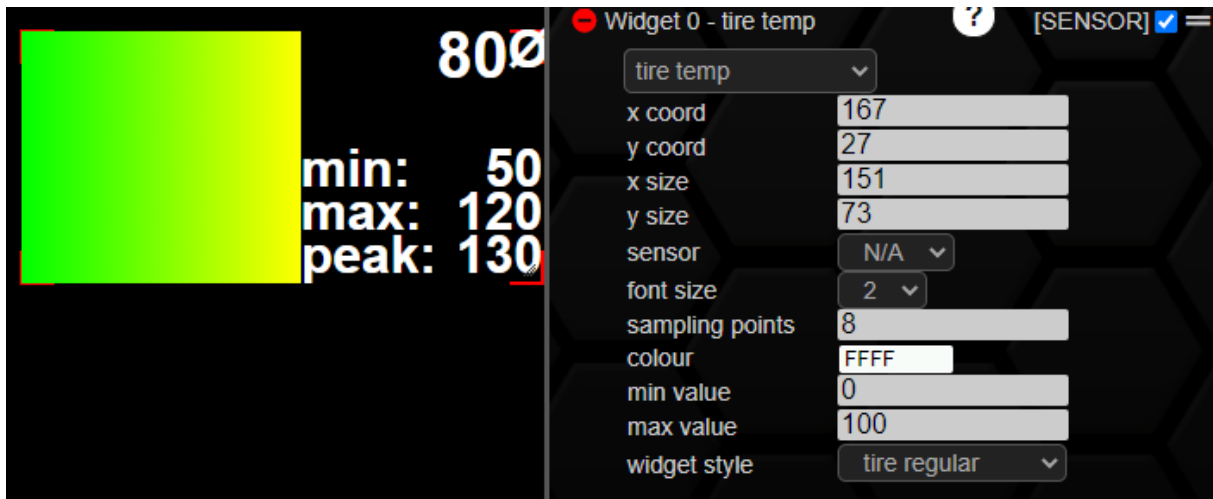 80Ø
min: 50
max: 120
peak: 130
Widget 0 - tire temp ? [SENSOR]
tire temp
x coord 167
y coord 27
x size 151
y size 73
sensor N/A
font size 2
sampling points 8
colour FFFF
min value 0
max value 100
widget style tire regular